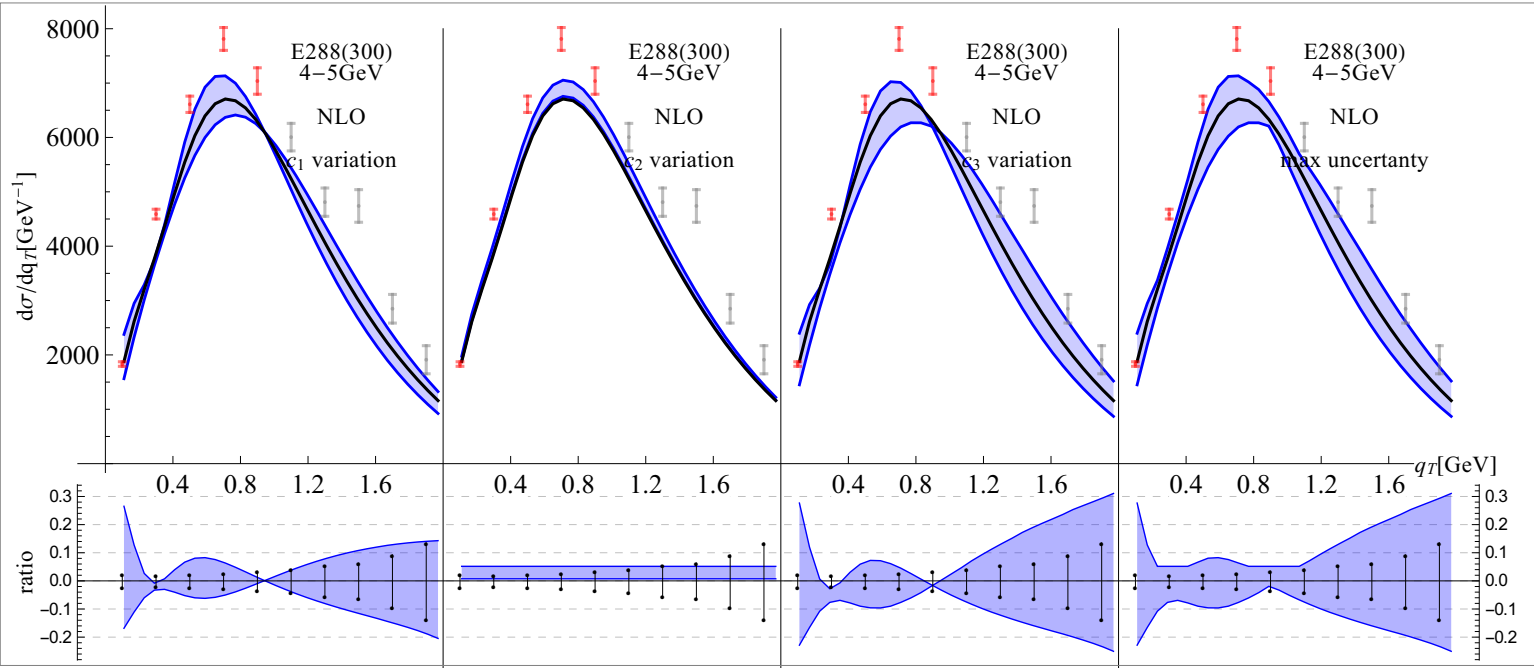 8000
6000
4000
2000
dσ/dq_T[GeV⁻¹]
E288(300)
4−5GeV
NLO
c₁ variation
E288(300)
4−5GeV
NLO
c₂ variation
E288(300)
4−5GeV
NLO
c₃ variation
E288(300)
4−5GeV
NLO
max uncertanty
q_T[GeV]
0.4 0.8 1.2 1.6
0.4 0.8 1.2 1.6
0.4 0.8 1.2 1.6
0.4 0.8 1.2 1.6
ratio
0.3
0.2
0.1
0.0
−0.1
−0.2
0.3
0.2
0.1
0.0
−0.1
−0.2